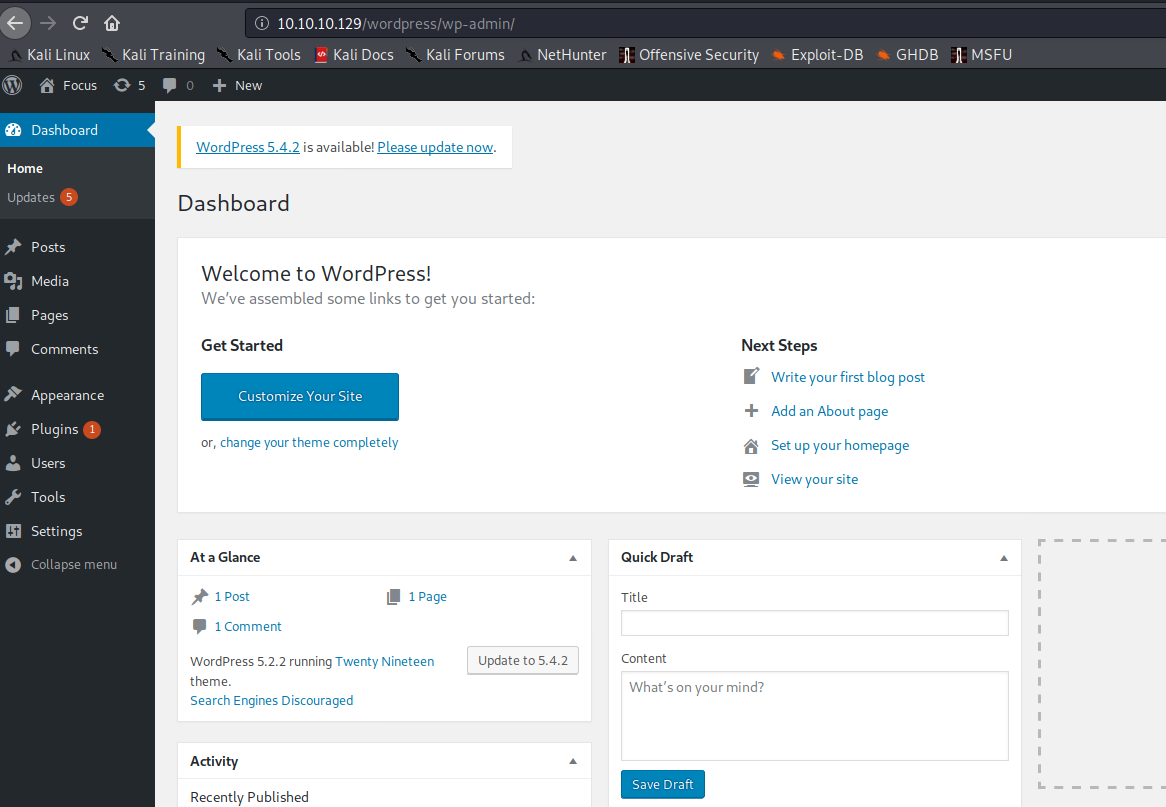 10.10.10.129/wordpress/wp-admin/
Kali Linux Kali Training Kali Tools Kali Docs Kali Forums NetHunter Offensive Security Exploit-DB GHDB MSFU
Focus 5 0 New
Dashboard
Home
Updates 5
Posts
Media
Pages
Comments
Appearance
Plugins 1
Users
Tools
Settings
Collapse menu
WordPress 5.4.2 is available! Please update now.
Dashboard
Welcome to WordPress!
We've assembled some links to get you started:
Get Started
Customize Your Site
or, change your theme completely
Next Steps
Write your first blog post
Add an About page
Set up your homepage
View your site
At a Glance
1 Post 1 Page
1 Comment
WordPress 5.2.2 running Twenty Nineteen
theme.
Update to 5.4.2
Search Engines Discouraged
Activity
Recently Published
Quick Draft
Title
Content
What's on your mind?
Save Draft